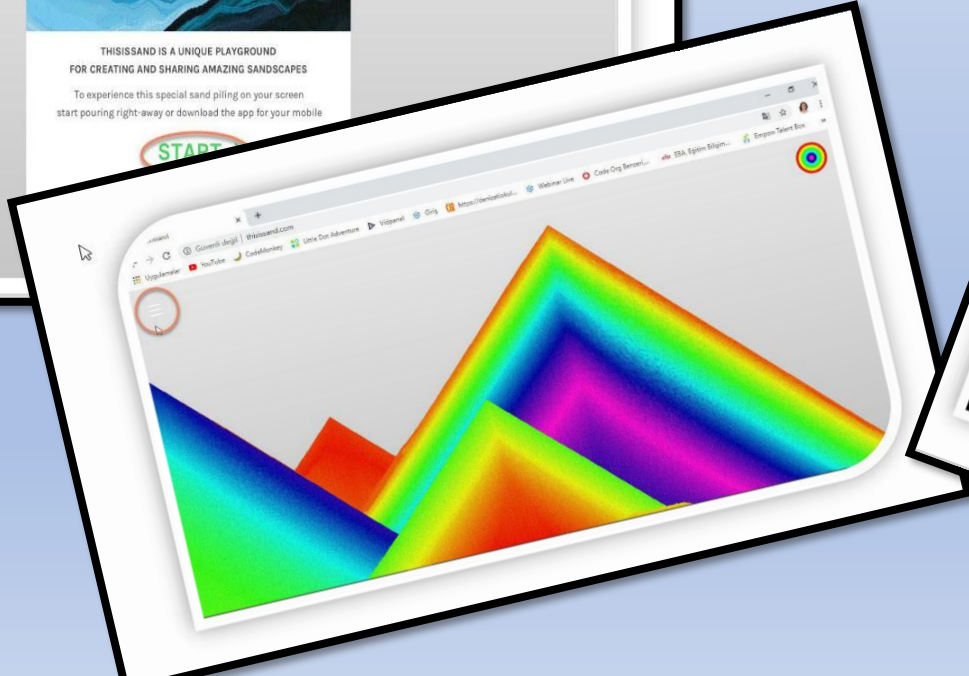 THISISSAND IS A UNIQUE PLAYGROUND
FOR CREATING AND SHARING AMAZING SANDSCAPES
To experience this special sand piling on your screen
start pouring right-away or download the app for your mobile
START
Güvenli değil | thisissand.com
Uygulamalar YouTube CodeMonkey Little Dot Adventure Vidpanel Giriş Webinar Live Code Org Benzeri... EBA, Eğitim Bilişim... Empow Talent Box